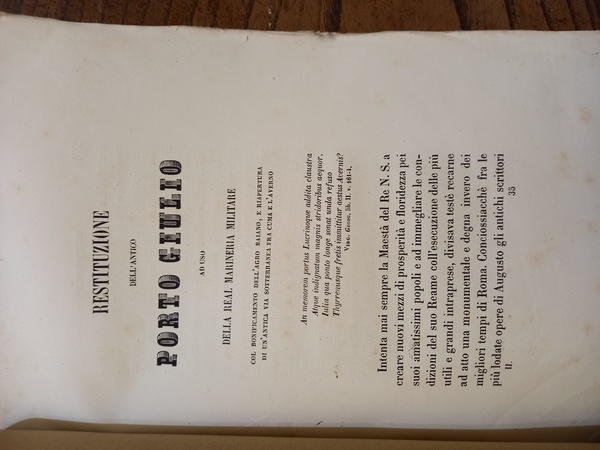 RESTITUZIONE
DELL'ANTICO
PORTO GIULIO
AD USO
DELLA REAL MARINERIA MILITARE
COL BONIFICAMENTO DELL'AGRO BAIANO, E RIAPERTURA
DI UN'ANTICA VIA SOTTERRANEA FRA CUMA E L'AVERNO
An memorem portus Lucrinoque addita claustra
Atque indignatum magnis stridoribus aequor,
Iulia qua ponto longe sonat unda refuso
Thyrrenusque fretis immittitur aestus Avernis?
VIRG. Georg. lib. II. v. 161-4.
Intenta mai sempre la Maestà del Re N. S. a
creare nuovi mezzi di prosperità e floridezza pei
suoi amatissimi popoli e ad immegliare le con-
dizioni del suo Reame coll'esecuzione delle più
utili e grandi intraprese, divisava testè recarne
ad atto una monumentale e degna invero dei
migliori tempi di Roma. Conciossiacchè fra le
più lodate opere di Augusto gli antichi scrittori
II. 35